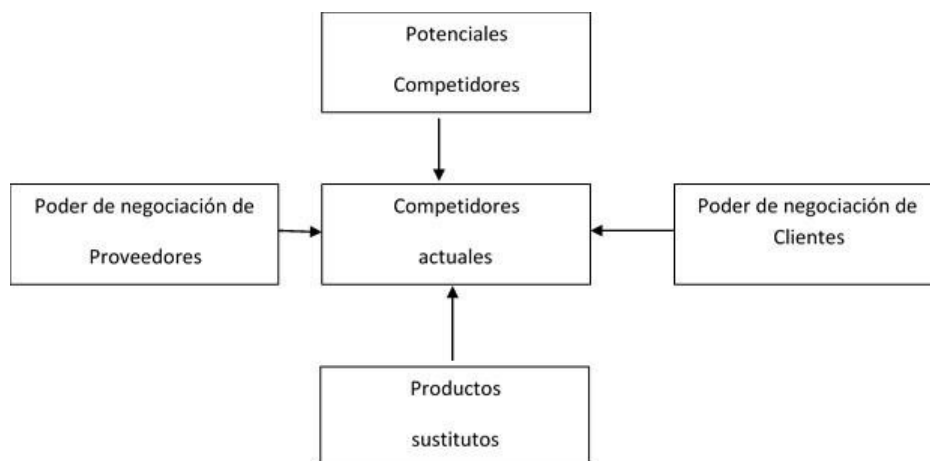 Potenciales
Competidores
Poder de negociación de
Proveedores
Competidores
actuales
Poder de negociación de
Clientes
Productos
sustitutos